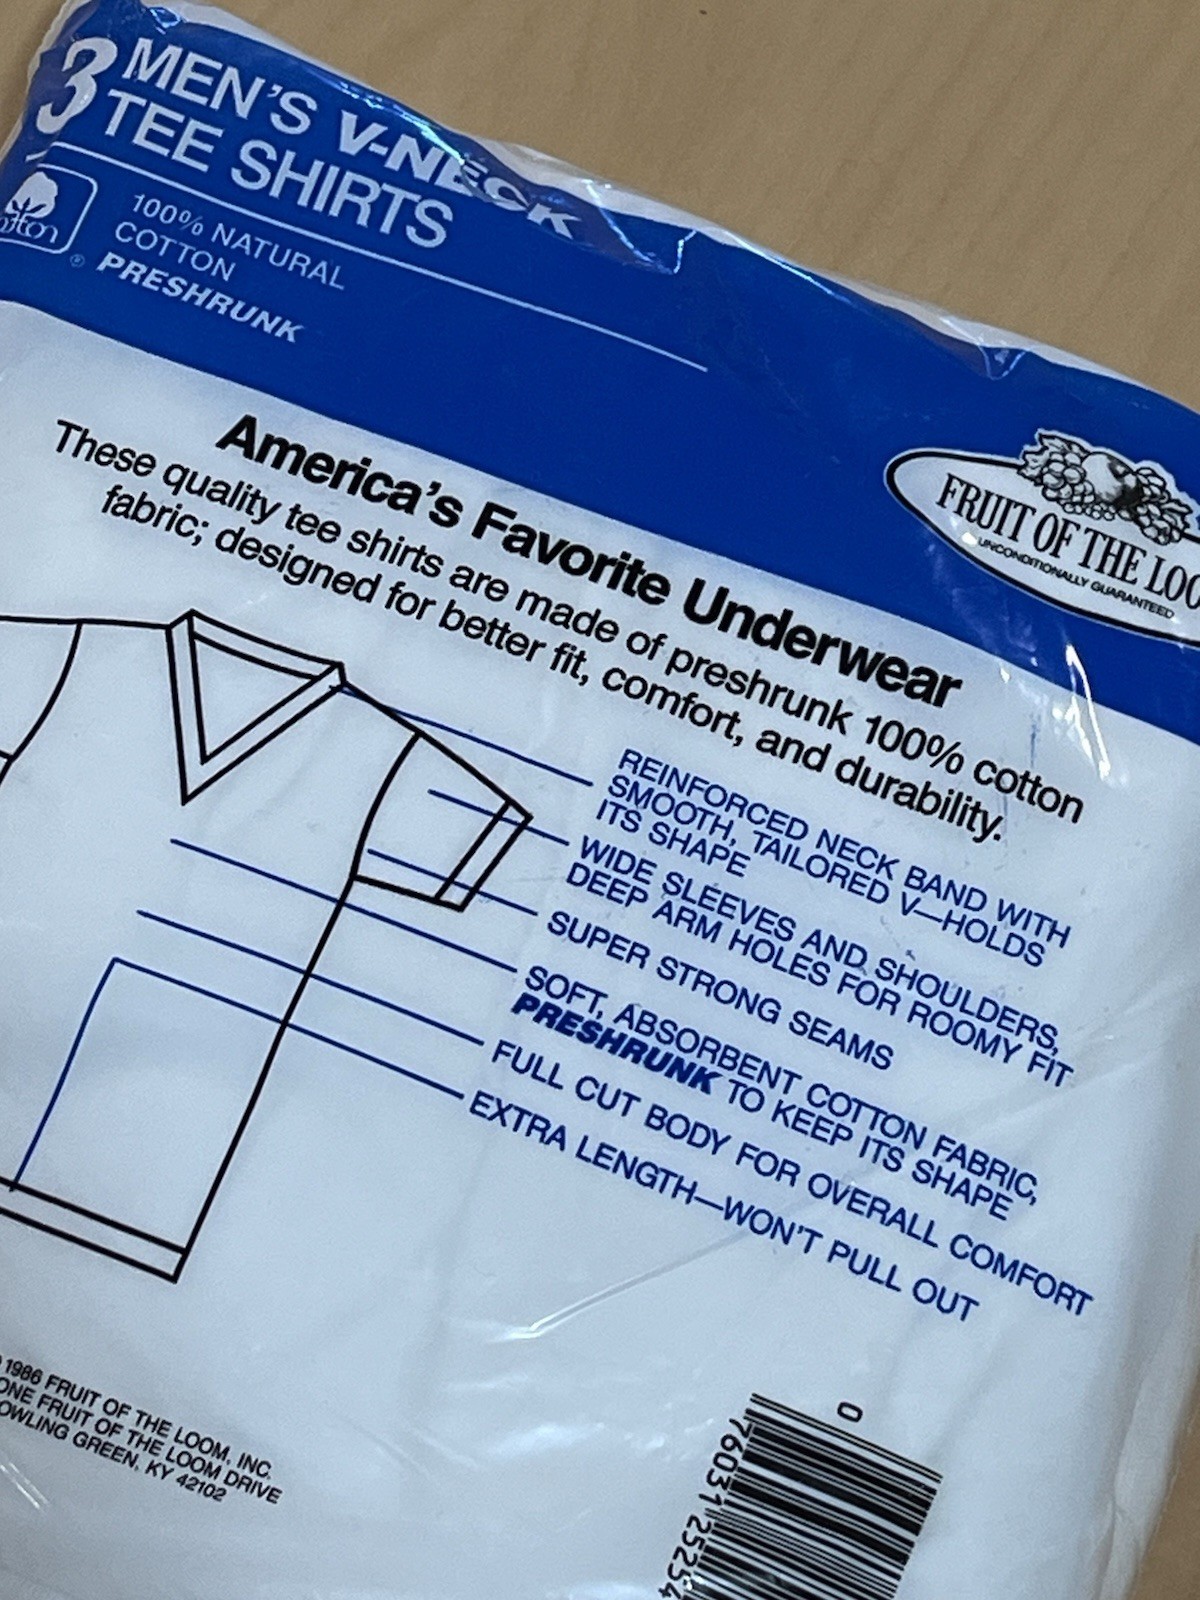 3 MEN'S V-NECK
TEE SHIRTS
cotton
®
100% NATURAL
COTTON
PRESHRUNK
FRUIT OF THE LOO
UNCONDITIONALLY GUARANTEED
America's Favorite Underwear
These quality tee shirts are made of preshrunk 100% cotton
fabric; designed for better fit, comfort, and durability.
REINFORCED NECK BAND WITH
SMOOTH, TAILORED V—HOLDS
ITS SHAPE
WIDE SLEEVES AND SHOULDERS,
DEEP ARM HOLES FOR ROOMY FIT
SUPER STRONG SEAMS
SOFT, ABSORBENT COTTON FABRIC,
PRESHRUNK TO KEEP ITS SHAPE
FULL CUT BODY FOR OVERALL COMFORT
EXTRA LENGTH—WON'T PULL OUT
1986 FRUIT OF THE LOOM, INC.
ONE FRUIT OF THE LOOM DRIVE
OWLING GREEN, KY 42102
0
76031 25254